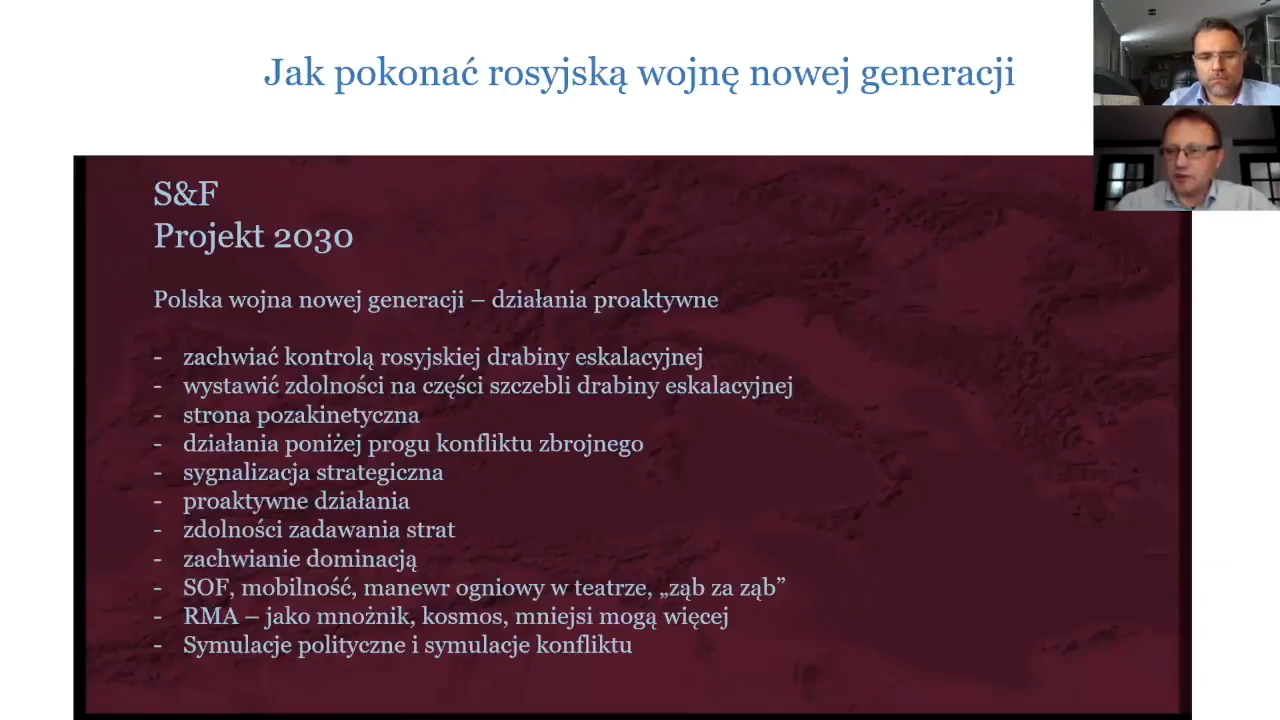 Jak pokonać rosyjską wojnę nowej generacji
S&F
Projekt 2030
Polska wojna nowej generacji – działania proaktywne
- zachwiać kontrolą rosyjskiej drabiny eskalacyjnej
- wystawić zdolności na części szczebli drabiny eskalacyjnej
- strona pozakinetyczna
- działania poniżej progu konfliktu zbrojnego
- sygnalizacja strategiczna
- proaktywne działania
- zdolności zadawania strat
- zachwianie dominacją
- SOF, mobilność, manewr ogniowy w teatrze, „ząb za ząb”
- RMA – jako mnożnik, kosmos, mniejsi mogą więcej
- Symulacje polityczne i symulacje konfliktu